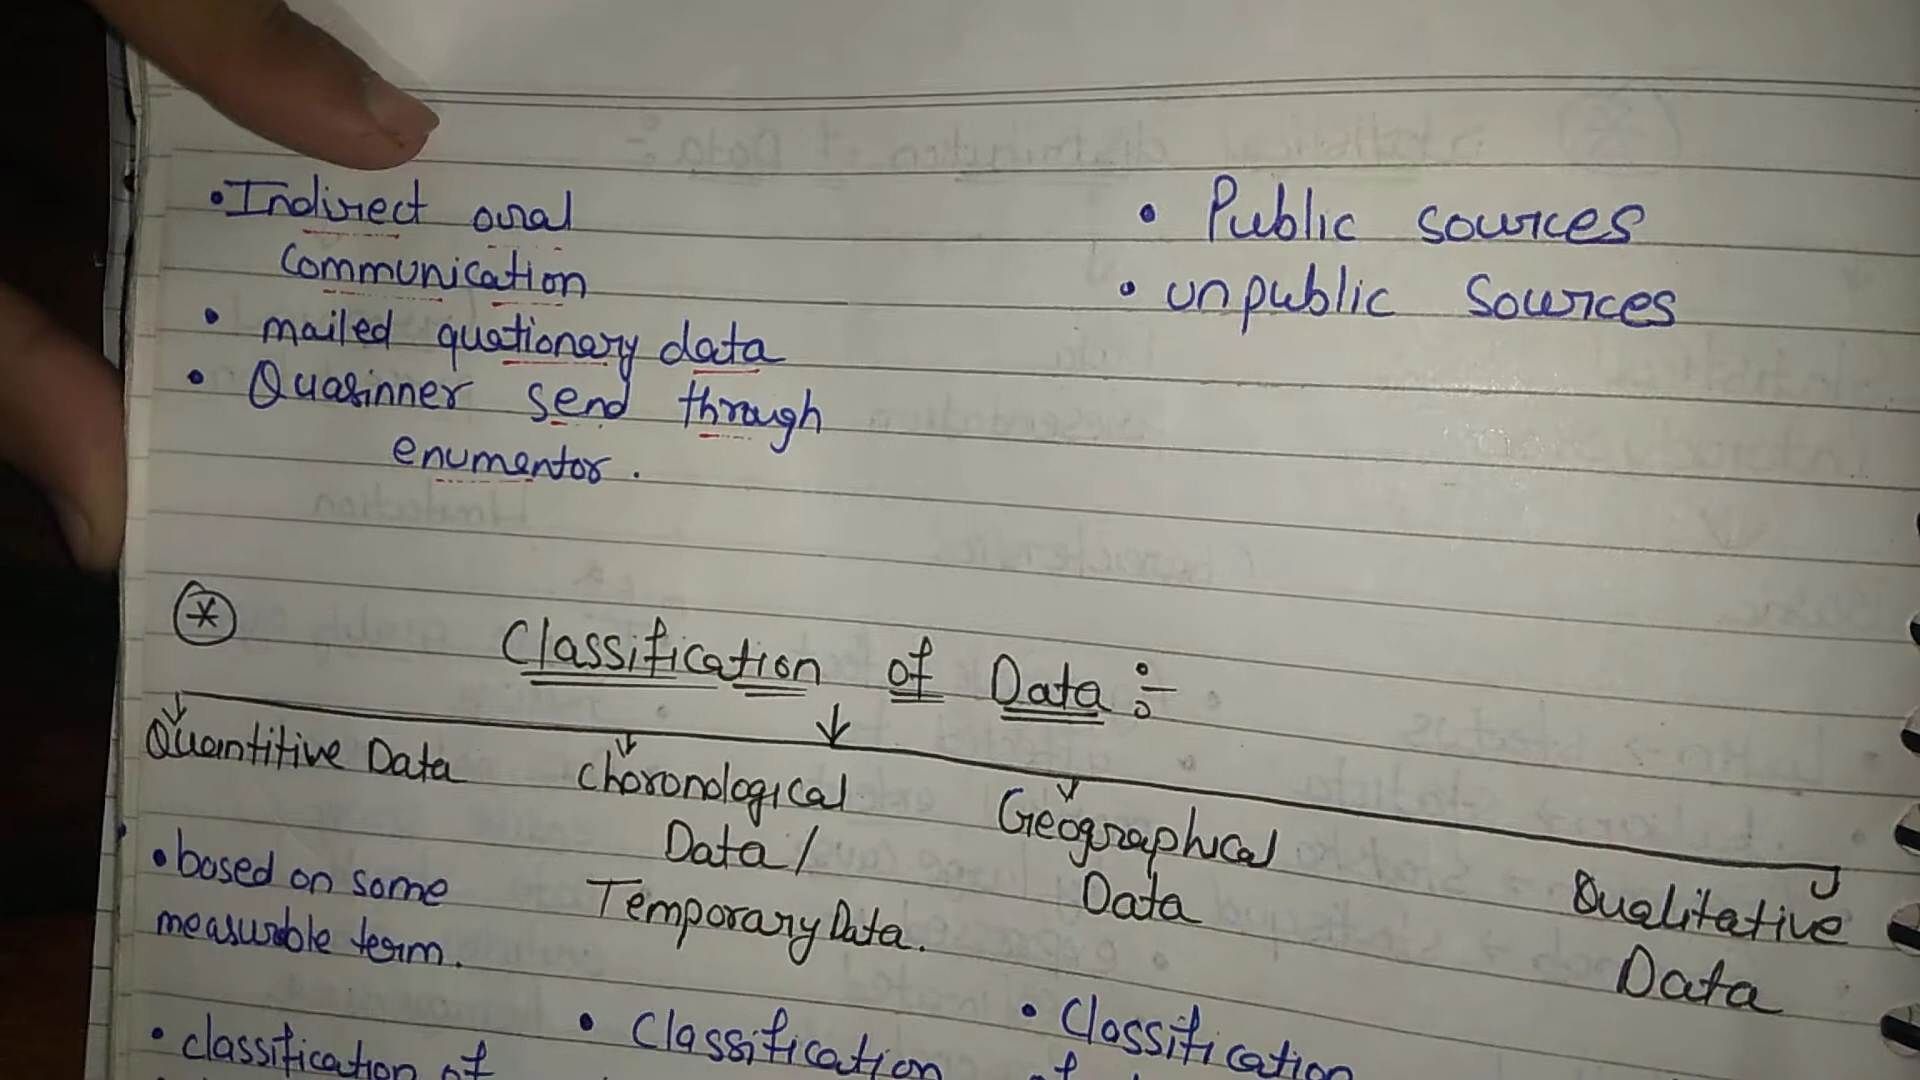 •Indirect oral
Communication
• mailed quationary data
• Quasinner send through
enumentor.
• Public sources
• unpublic Sources
* Classification of Data :-
Quantitive Data
• based on some
measurable term.
• classification of
Choronological
Data /
Temporary Data.
• Classification
Geographical
Data
• Classification
of
Qualitative
Data